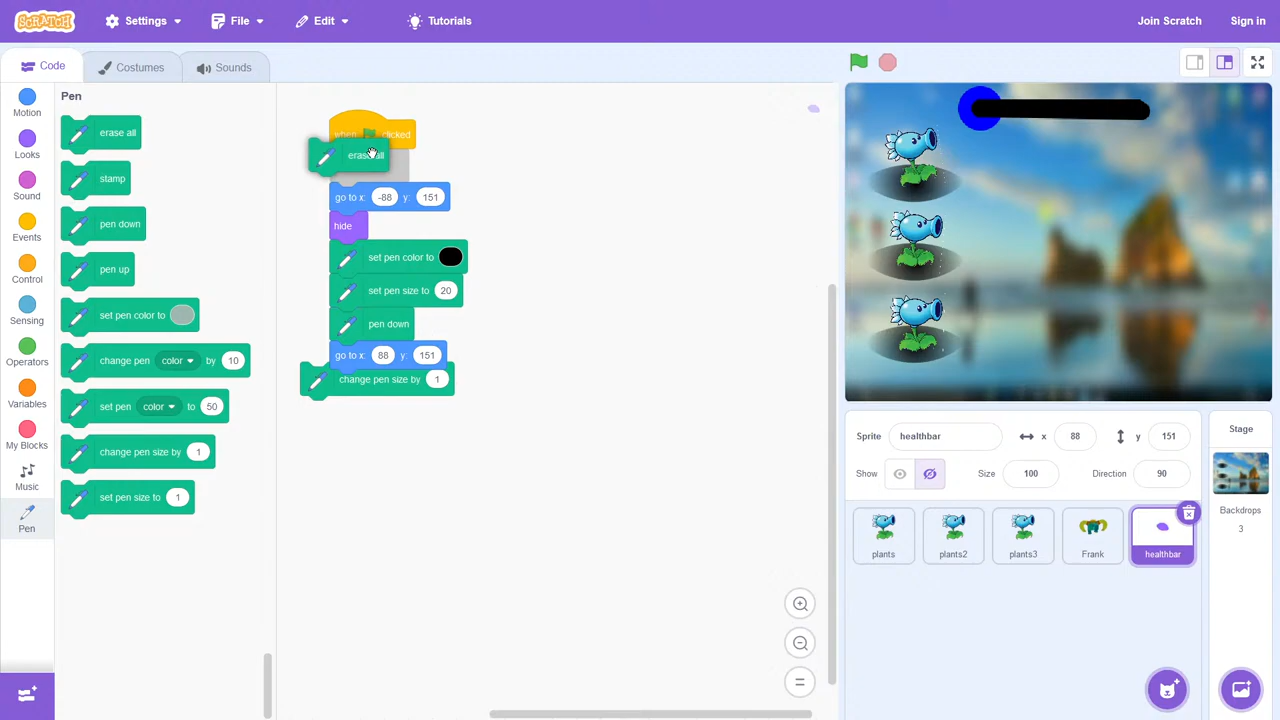 SCRATCH Settings File Edit Tutorials Join Scratch Sign in
Code Costumes Sounds
Motion
Looks
Sound
Events
Control
Sensing
Operators
Variables
My Blocks
Music
Pen
Pen
erase all
stamp
pen down
pen up
set pen color to
change pen color by 10
set pen color to 50
change pen size by 1
set pen size to 1
when clicked
erase all
go to x: -88 y: 151
hide
set pen color to
set pen size to 20
pen down
go to x: 88 y: 151
change pen size by 1
Sprite healthbar x 88 y 151
Show Size 100 Direction 90
plants plants2 plants3 Frank healthbar
Stage
Backdrops
3